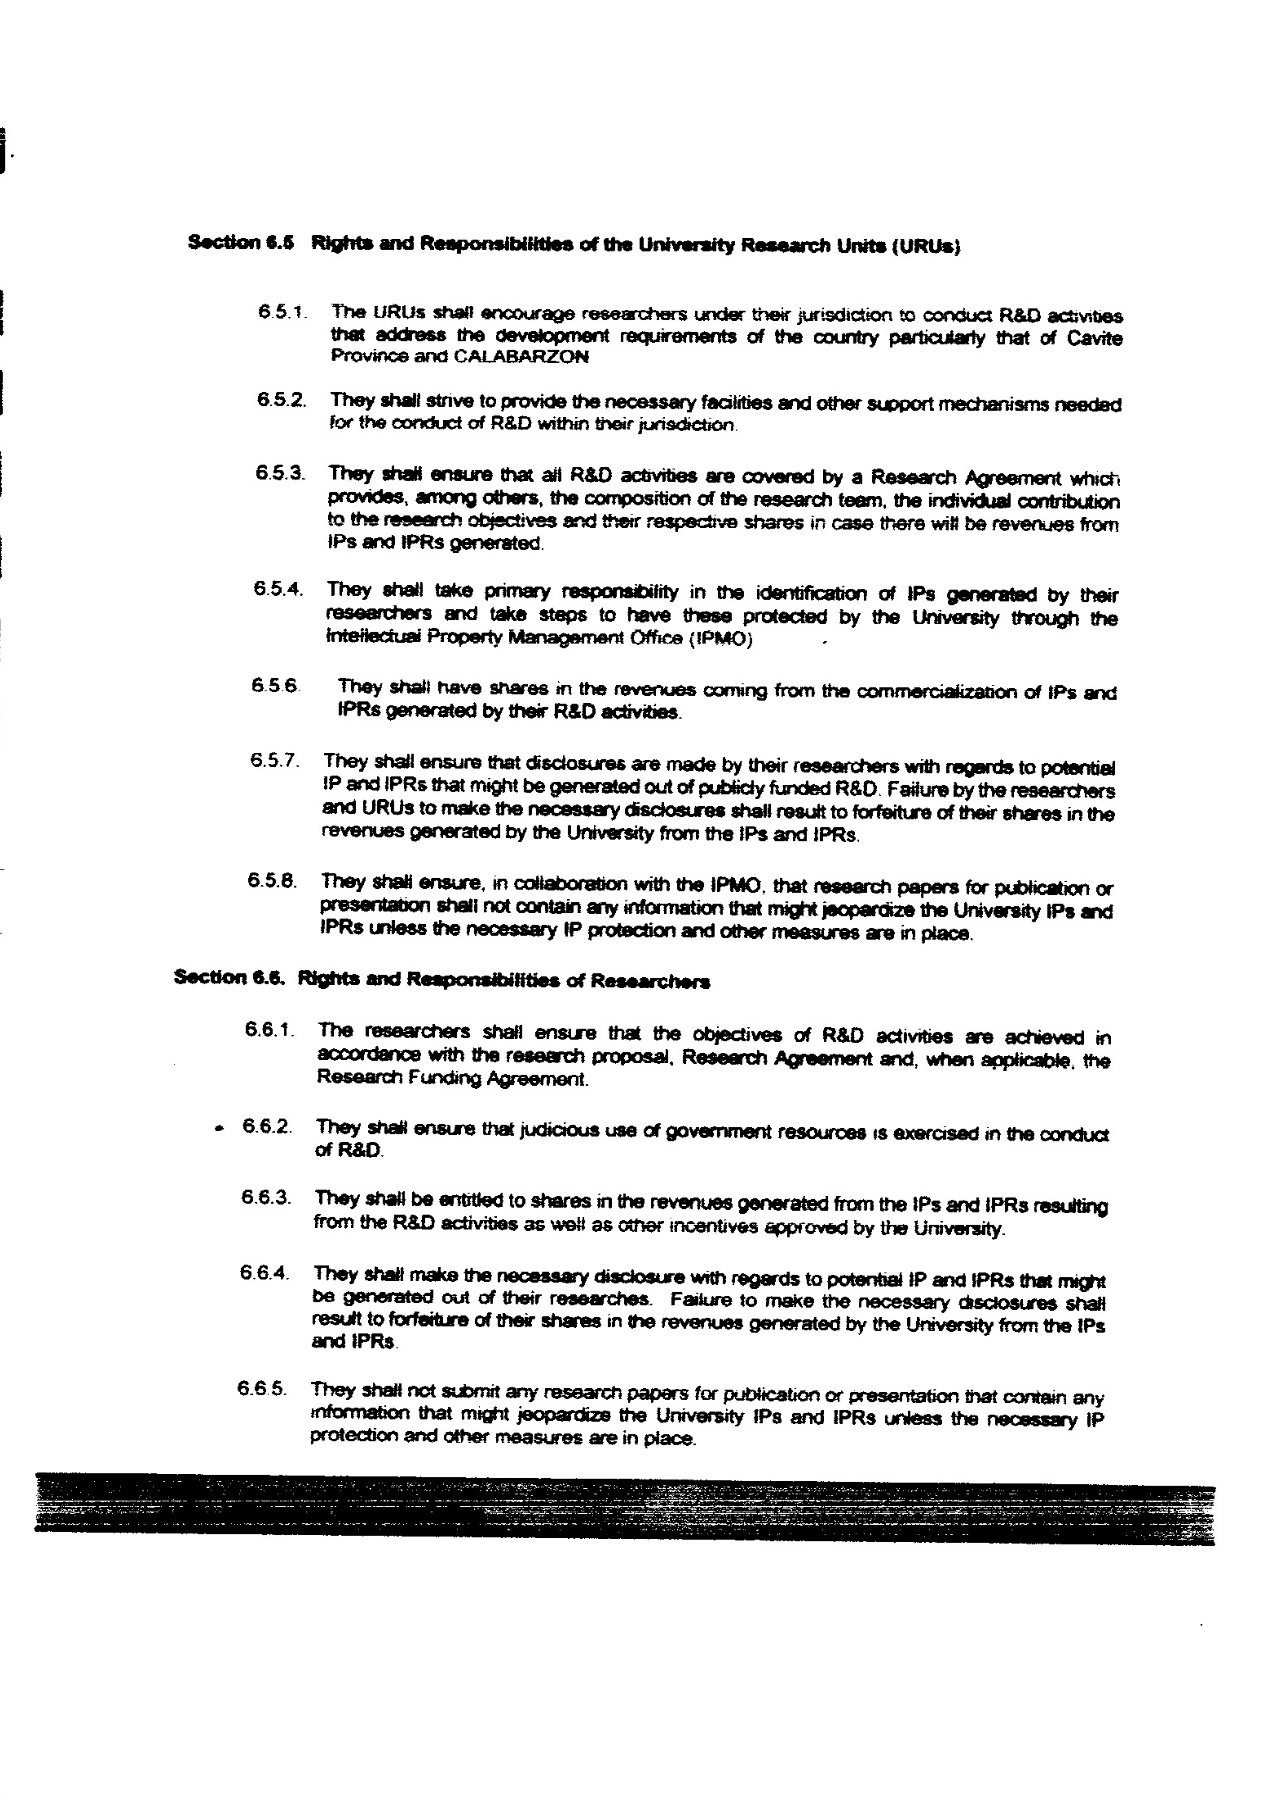 Section 6.5 Rights and Responsibilities of the University Research Units (URUs)
6.5.1. The URUs shall encourage researchers under their jurisdiction to conduct R&D activities
that address the development requirements of the country particularly that of Cavite
Province and CALABARZON
6.5.2. They shall strive to provide the necessary facilities and other support mechanisms needed
for the conduct of R&D within their jurisdiction.
6.5.3. They shall ensure that all R&D activities are covered by a Research Agreement which
provides, among others, the composition of the research team, the individual contribution
to the research objectives and their respective shares in case there will be revenues from
IPs and IPRs generated.
6.5.4. They shall take primary responsibility in the identification of IPs generated by their
researchers and take steps to have these protected by the University through the
Intellectual Property Management Office (IPMO)
6.5.6. They shall have shares in the revenues coming from the commercialization of IPs and
IPRs generated by their R&D activities.
6.5.7. They shall ensure that disclosures are made by their researchers with regards to potential
IP and IPRs that might be generated out of publicly funded R&D. Failure by the researchers
and URUs to make the necessary disclosures shall result to forfeiture of their shares in the
revenues generated by the University from the IPs and IPRs.
6.5.8. They shall ensure, in collaboration with the IPMO, that research papers for publication or
presentation shall not contain any information that might jeopardize the University IPs and
IPRs unless the necessary IP protection and other measures are in place.
Section 6.6. Rights and Responsibilities of Researchers
6.6.1. The researchers shall ensure that the objectives of R&D activities are achieved in
accordance with the research proposal, Research Agreement and, when applicable, the
Research Funding Agreement.
6.6.2. They shall ensure that judicious use of government resources is exercised in the conduct
of R&D.
6.6.3. They shall be entitled to shares in the revenues generated from the IPs and IPRs resulting
from the R&D activities as well as other incentives approved by the University.
6.6.4. They shall make the necessary disclosure with regards to potential IP and IPRs that might
be generated out of their researches. Failure to make the necessary disclosures shall
result to forfeiture of their shares in the revenues generated by the University from the IPs
and IPRs.
6.6.5. They shall not submit any research papers for publication or presentation that contain any
information that might jeopardize the University IPs and IPRs unless the necessary IP
protection and other measures are in place.